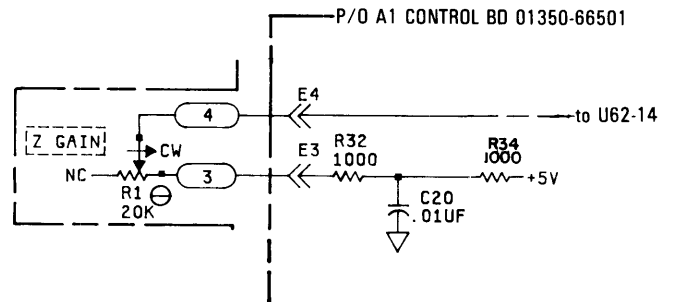 P/O A1 CONTROL BD 01350-66501
E4
4
to U62-14
Z GAIN
CW
E3
R32
1000
R34
1000
NC
3
+5V
R1
20K
C20
.01UF